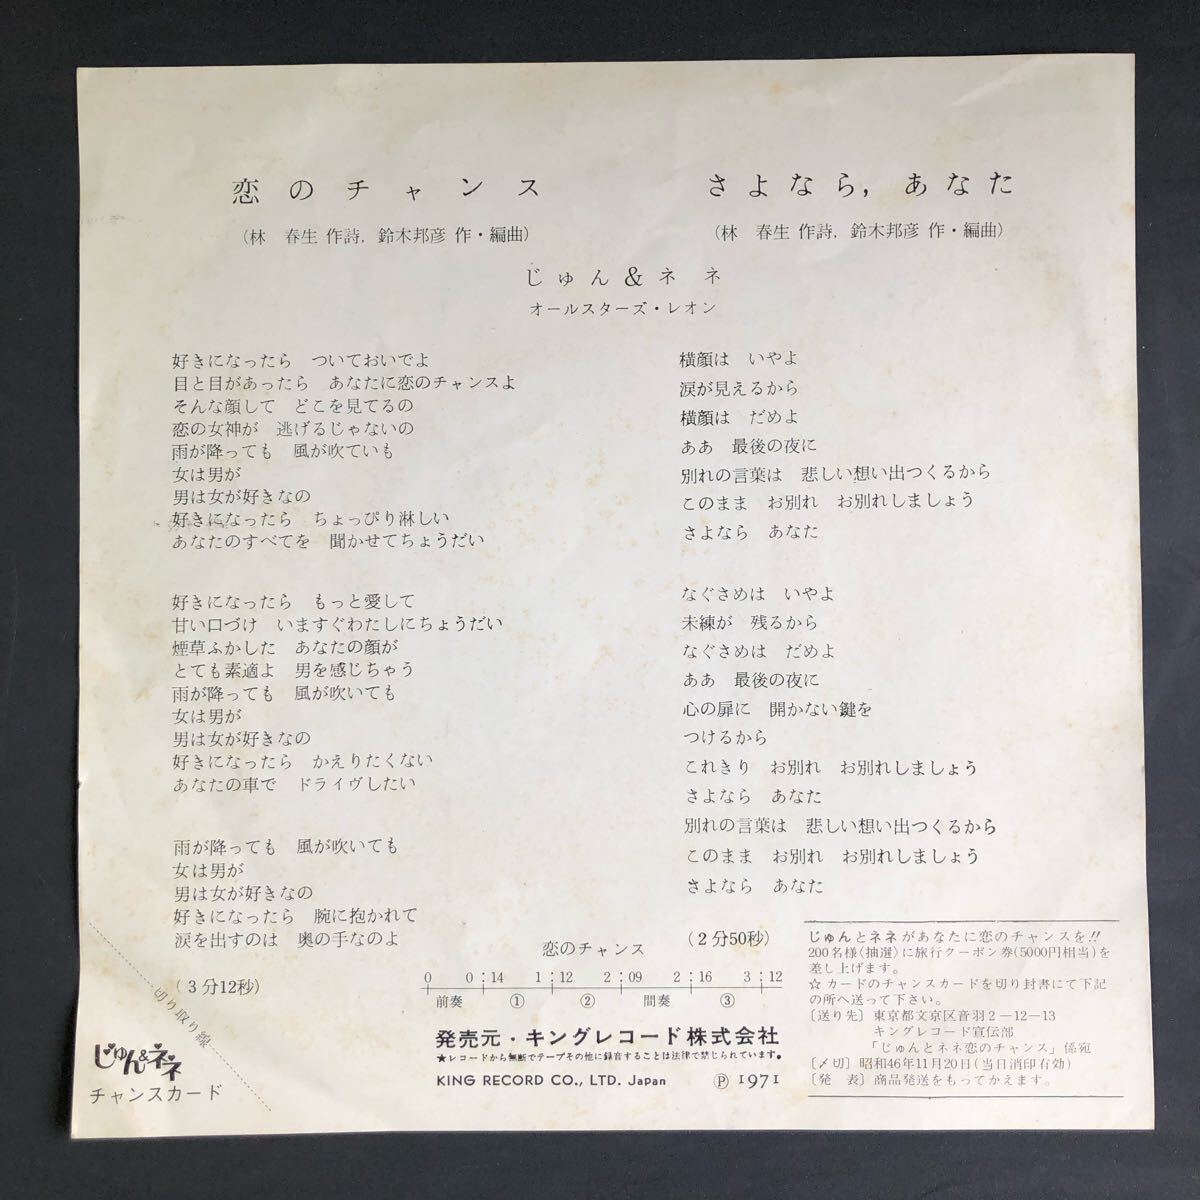 恋のチャンス
(林　春生 作詩, 鈴木邦彦 作・編曲)
さよなら, あなた
(林　春生 作詩, 鈴木邦彦 作・編曲)
じゅん&ネネ
オールスターズ・レオン
好きになったら　ついておいでよ
目と目があったら　あなたに恋のチャンスよ
そんな顔して　どこを見てるの
恋の女神が　逃げるじゃないの
雨が降っても　風が吹ていも
女は男が
男は女が好きなの
好きになったら　ちょっぴり淋しい
あなたのすべてを　聞かせてちょうだい
好きになったら　もっと愛して
甘い口づけ　いますぐわたしにちょうだい
煙草ふかした　あなたの顔が
とても素適よ　男を感じちゃう
雨が降っても　風が吹いても
女は男が
男は女が好きなの
好きになったら　かえりたくない
あなたの車で　ドライヴしたい
雨が降っても　風が吹いても
女は男が
男は女が好きなの
好きになったら　腕に抱かれて
涙を出すのは　奥の手なのよ
(3分12秒)
横顔は　いやよ
涙が見えるから
横顔は　だめよ
ああ　最後の夜に
別れの言葉は　悲しい想い出つくるから
このまま　お別れ　お別れしましょう
さよなら　あなた
なぐさめは　いやよ
未練が　残るから
なぐさめは　だめよ
ああ　最後の夜に
心の扉に　開かない鍵を
つけるから
これきり　お別れ　お別れしましょう
さよなら　あなた
別れの言葉は　悲しい想い出つくるから
このまま　お別れ　お別れしましょう
さよなら　あなた
(2分50秒)
恋のチャンス
0　0:14　1:12　2:09　2:16　3:12
前奏　①　②　間奏　③
発売元・キングレコード株式会社
★レコードから無断でテープその他に録音することは法律で禁じられています。
KING RECORD CO., LTD. Japan　Ⓟ 1971
切り取り線
じゅん&ネネ
チャンスカード
じゅんとネネがあなたに恋のチャンスを!!
200名様〈抽選〉に旅行クーポン券(5000円相当)を
差し上げます。
☆カードのチャンスカードを切り封書にて下記
の所へ送って下さい。
〔送り先〕東京都文京区音羽2－12－13
キングレコード宣伝部
「じゅんとネネ恋のチャンス」係宛
〔〆切〕昭和46年11月20日(当日消印有効)
〔発　表〕商品発送をもってかえます。